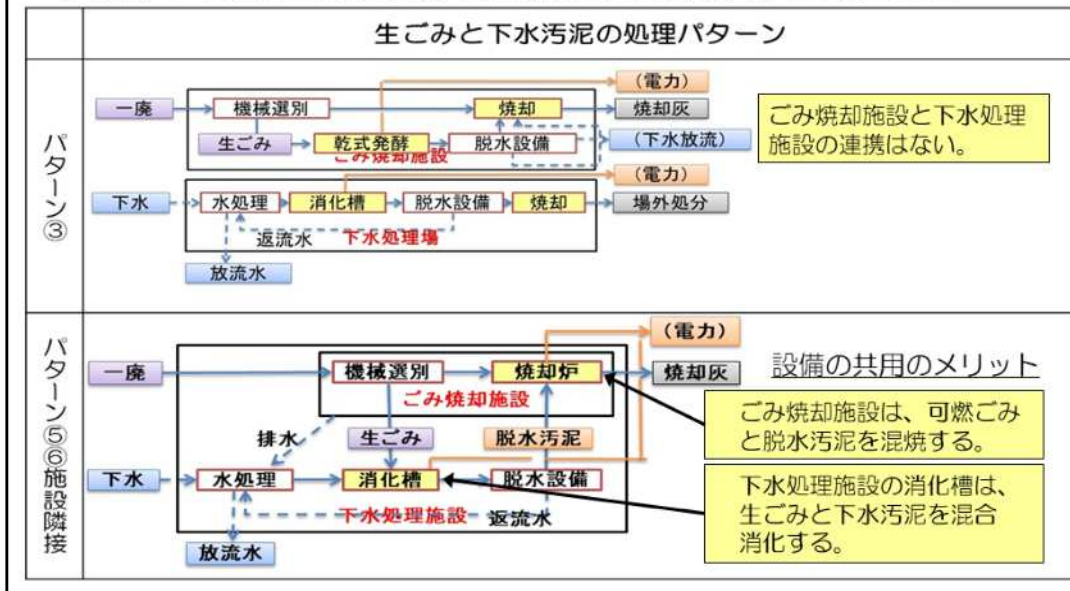 生ごみと下水汚泥の処理パターン
パターン③
(電力)
一廃
機械選別
焼却
焼却灰
生ごみ
乾式発酵
脱水設備
(下水放流)
ごみ焼却施設
(電力)
下水
水処理
消化槽
脱水設備
焼却
場外処分
返流水
下水処理場
放流水
ごみ焼却施設と下水処理
施設の連携はない。
パターン⑤⑥施設隣接
(電力)
一廃
機械選別
焼却炉
焼却灰
ごみ焼却施設
排水
生ごみ
脱水汚泥
下水
水処理
消化槽
脱水設備
下水処理施設
返流水
放流水
設備の共用のメリット
ごみ焼却施設は、可燃ごみ
と脱水汚泥を混焼する。
下水処理施設の消化槽は、
生ごみと下水汚泥を混合
消化する。